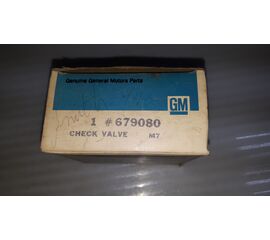 Genuine General Motors Parts
GM
1 # 679080
CHECK VALVE M7